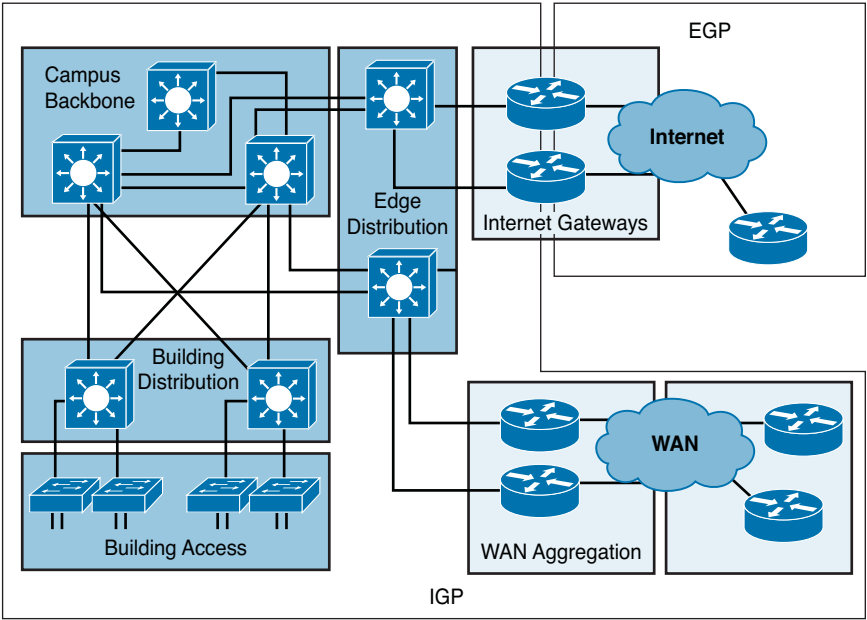 EGP
Campus
Backbone
Internet
Edge
Distribution
Internet Gateways
Building
Distribution
WAN
Building Access
WAN Aggregation
IGP